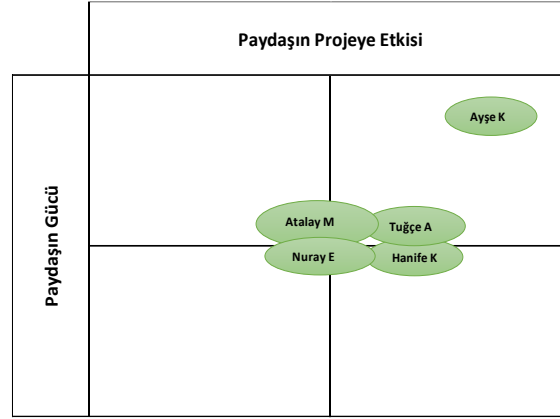 Paydaşın Projeye Etkisi
Paydaşın Gücü
Ayşe K
Atalay M
Tuğçe A
Nuray E
Hanife K